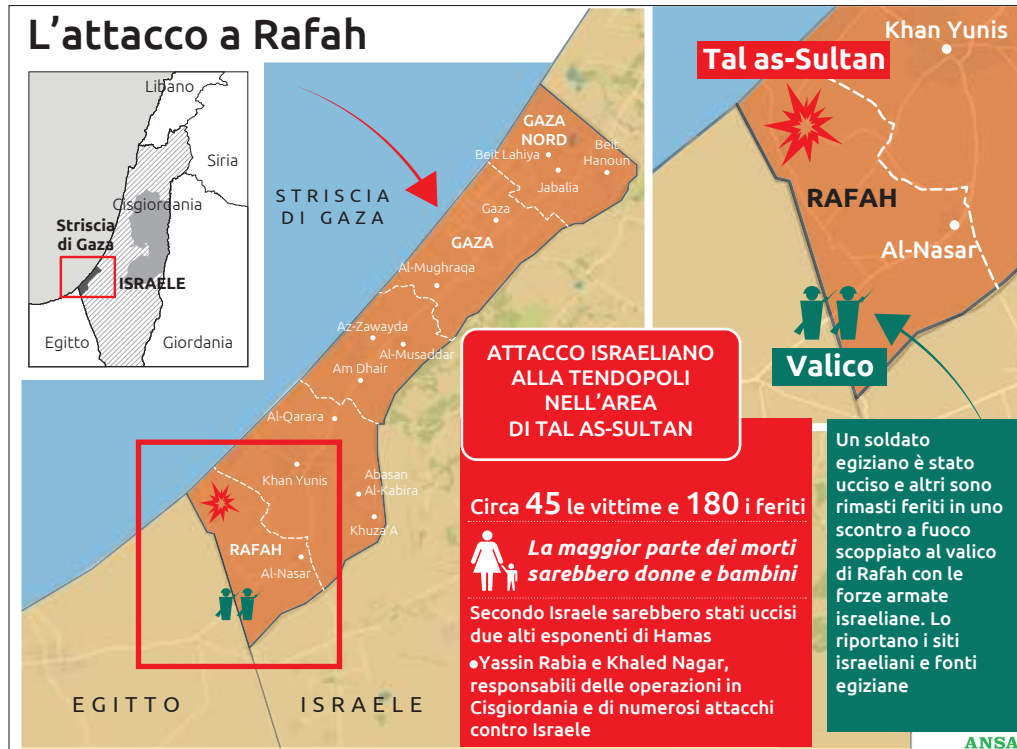 L'attacco a Rafah
Libano
Siria
Cisgiordania
Striscia
di Gaza
ISRAELE
Egitto
Giordania
STRISCIA
DI GAZA
GAZA
NORD
Beit Lahiya
Beit
Hanoun
Jabalia
Gaza
GAZA
Al-Mughraqa
Az-Zawayda
Al-Musaddar
Am Dhair
Al-Qarara
Khan Yunis
Abasan
Al-Kabira
Khuza'A
RAFAH
Al-Nasar
EGITTO
ISRAELE
Khan Yunis
Tal as-Sultan
RAFAH
Al-Nasar
Valico
ATTACCO ISRAELIANO
ALLA TENDOPOLI
NELL'AREA
DI TAL AS-SULTAN
Circa 45 le vittime e 180 i feriti
La maggior parte dei morti
sarebbero donne e bambini
Secondo Israele sarebbero stati uccisi
due alti esponenti di Hamas
•Yassin Rabia e Khaled Nagar,
responsabili delle operazioni in
Cisgiordania e di numerosi attacchi
contro Israele
Un soldato
egiziano è stato
ucciso e altri sono
rimasti feriti in uno
scontro a fuoco
scoppiato al valico
di Rafah con le
forze armate
israeliane. Lo
riportano i siti
israeliani e fonti
egiziane
ANSA